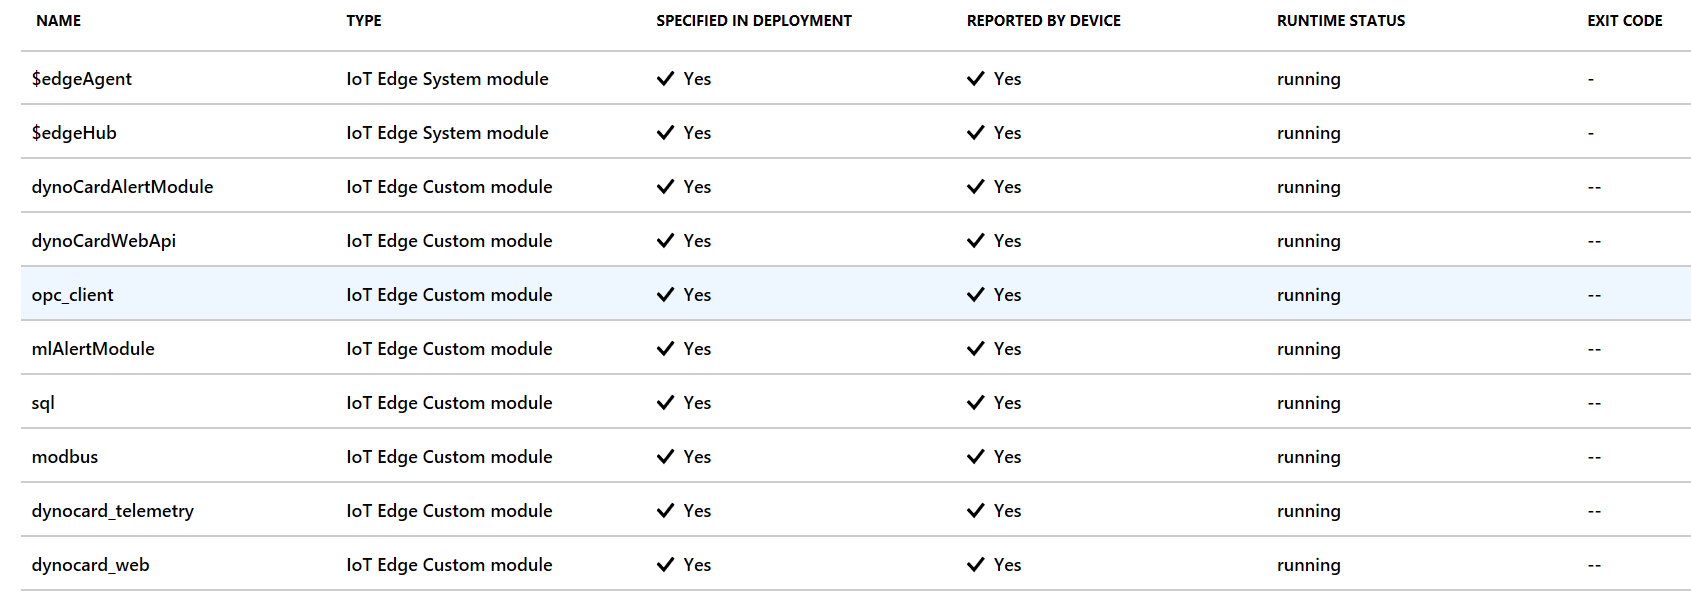 NAME TYPE SPECIFIED IN DEPLOYMENT REPORTED BY DEVICE RUNTIME STATUS EXIT CODE
$edgeAgent IoT Edge System module Yes Yes running -
$edgeHub IoT Edge System module Yes Yes running -
dynoCardAlertModule IoT Edge Custom module Yes Yes running --
dynoCardWebApi IoT Edge Custom module Yes Yes running --
opc_client IoT Edge Custom module Yes Yes running --
mlAlertModule IoT Edge Custom module Yes Yes running --
sql IoT Edge Custom module Yes Yes running --
modbus IoT Edge Custom module Yes Yes running --
dynocard_telemetry IoT Edge Custom module Yes Yes running --
dynocard_web IoT Edge Custom module Yes Yes running --